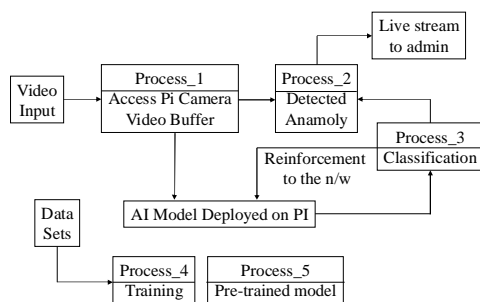 Live stream
to admin
Process_1
Access Pi Camera
Video Buffer
Process_2
Detected
Anamoly
Video
Input
Process_3
Classification
Reinforcement
to the n/w
AI Model Deployed on PI
Data
Sets
Process_4
Training
Process_5
Pre-trained model